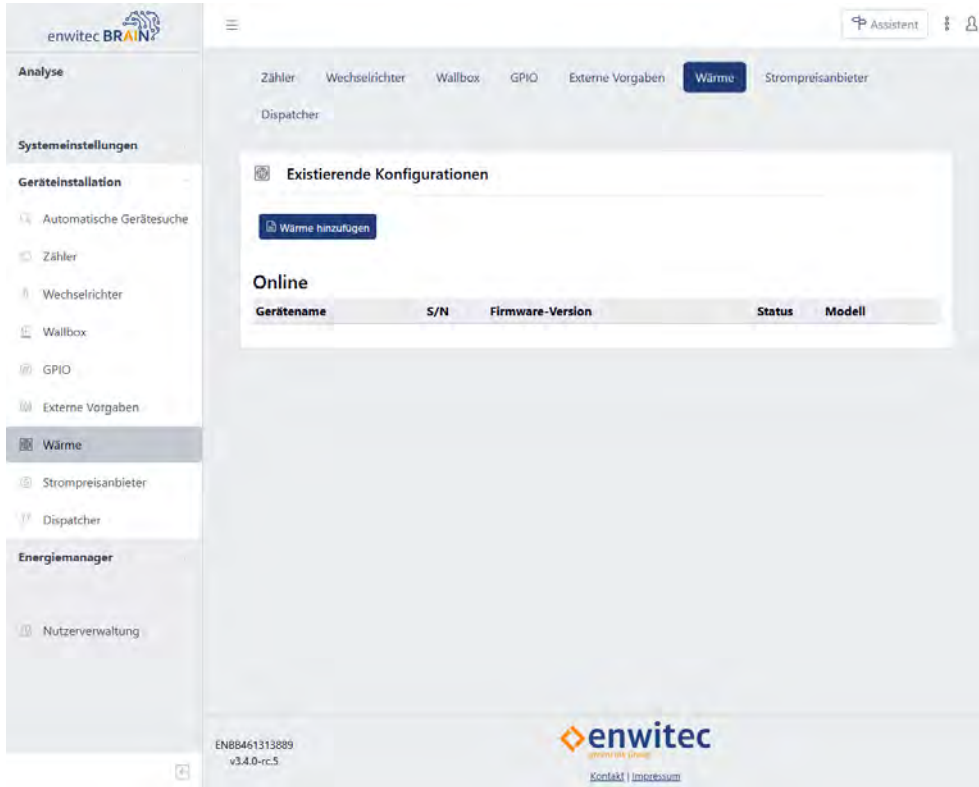 enwitec BRAIN
Assistent
Analyse
Systemeinstellungen
Geräteinstallation
Automatische Gerätesuche
Zähler
Wechselrichter
Wallbox
GPIO
Externe Vorgaben
Wärme
Strompreisanbieter
Dispatcher
Energiemanager
Nutzerverwaltung
Zähler Wechselrichter Wallbox GPIO Externe Vorgaben Wärme Strompreisanbieter
Dispatcher
Existierende Konfigurationen
Wärme hinzufügen
Online
Gerätename S/N Firmware-Version Status Modell
ENBB461313889
v3.4.0-rc.5
enwitec
Kontakt | Impressum